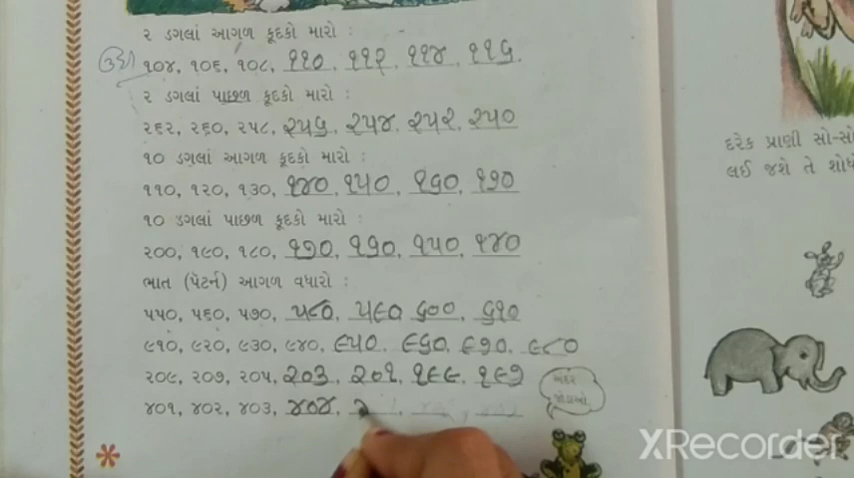 ૨ ડગલાં આગળ કૂદકો મારો :
૧૦૪, ૧૦૬, ૧૦૮, ૧૧૦, ૧૧૨, ૧૧૪, ૧૧૬.
૨ ડગલાં પાછળ કૂદકો મારો :
૨૬૨, ૨૬૦, ૨૫૮, ૨૫૬, ૨૫૪, ૨૫૨, ૨૫૦
૧૦ ડગલાં આગળ કૂદકો મારો :
૧૧૦, ૧૨૦, ૧૩૦, ૧૪૦, ૧૫૦, ૧૬૦, ૧૭૦
૧૦ ડગલાં પાછળ કૂદકો મારો :
૨૦૦, ૧૯૦, ૧૮૦, ૧૭૦, ૧૬૦, ૧૫૦, ૧૪૦
ભાત (પૅટર્ન) આગળ વધારો :
૫૫૦, ૫૬૦, ૫૭૦, ૫૮૦, ૫૯૦ ૬૦૦, ૬૧૦
૯૧૦, ૯૨૦, ૯૩૦, ૯૪૦, ૯૫૦, ૯૬૦, ૯૭૦, ૯૮૦
૨૦૯, ૨૦૭, ૨૦૫, ૨૦૩, ૨૦૧, ૧૯૯, ૧૯૭
૪૦૧, ૪૦૨, ૪૦૩, ૪૦૪,
દરેક પ્રાણી સો-સો
લઈ જશે તે શોધો
XRecorder